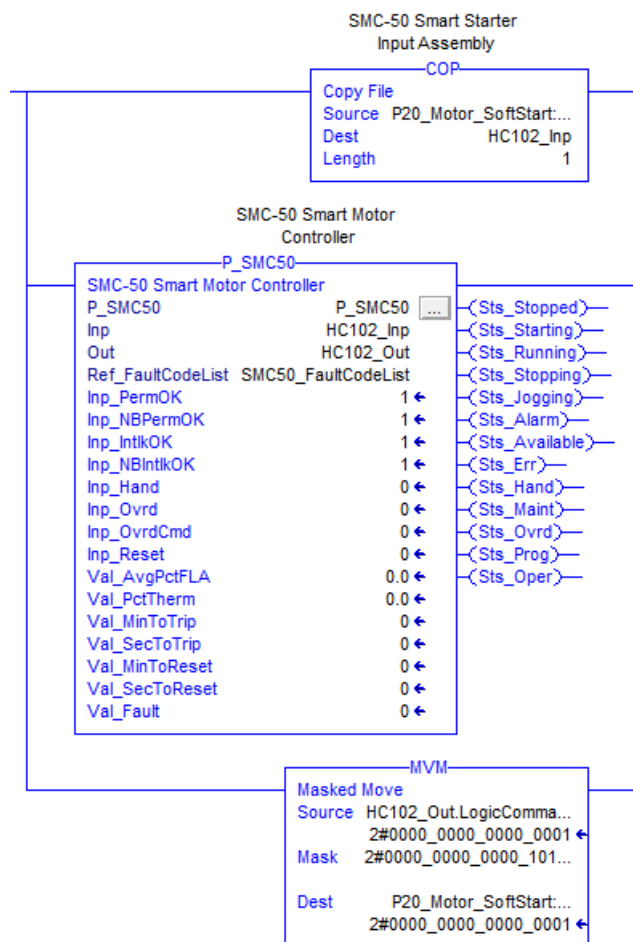 SMC-50 Smart Starter
Input Assembly
COP
Copy File
Source P20_Motor_SoftStart:...
Dest HC102_Inp
Length 1
SMC-50 Smart Motor
Controller
P_SMC50
SMC-50 Smart Motor Controller
P_SMC50 P_SMC50 ... (Sts_Stopped)
Inp HC102_Inp (Sts_Starting)
Out HC102_Out (Sts_Running)
Ref_FaultCodeList SMC50_FaultCodeList (Sts_Stopping)
Inp_PermOK 1 (Sts_Jogging)
Inp_NBPermOK 1 (Sts_Alarm)
Inp_IntlkOK 1 (Sts_Available)
Inp_NBIntlkOK 1 (Sts_Err)
Inp_Hand 0 (Sts_Hand)
Inp_Ovrd 0 (Sts_Maint)
Inp_OvrdCmd 0 (Sts_Ovrd)
Inp_Reset 0 (Sts_Prog)
Val_AvgPctFLA 0.0 (Sts_Oper)
Val_PctTherm 0.0
Val_MinToTrip 0
Val_SecToTrip 0
Val_MinToReset 0
Val_SecToReset 0
Val_Fault 0
MVM
Masked Move
Source HC102_Out.LogicComma...
2#0000_0000_0000_0001
Mask 2#0000_0000_0000_101...
Dest P20_Motor_SoftStart:...
2#0000_0000_0000_0001